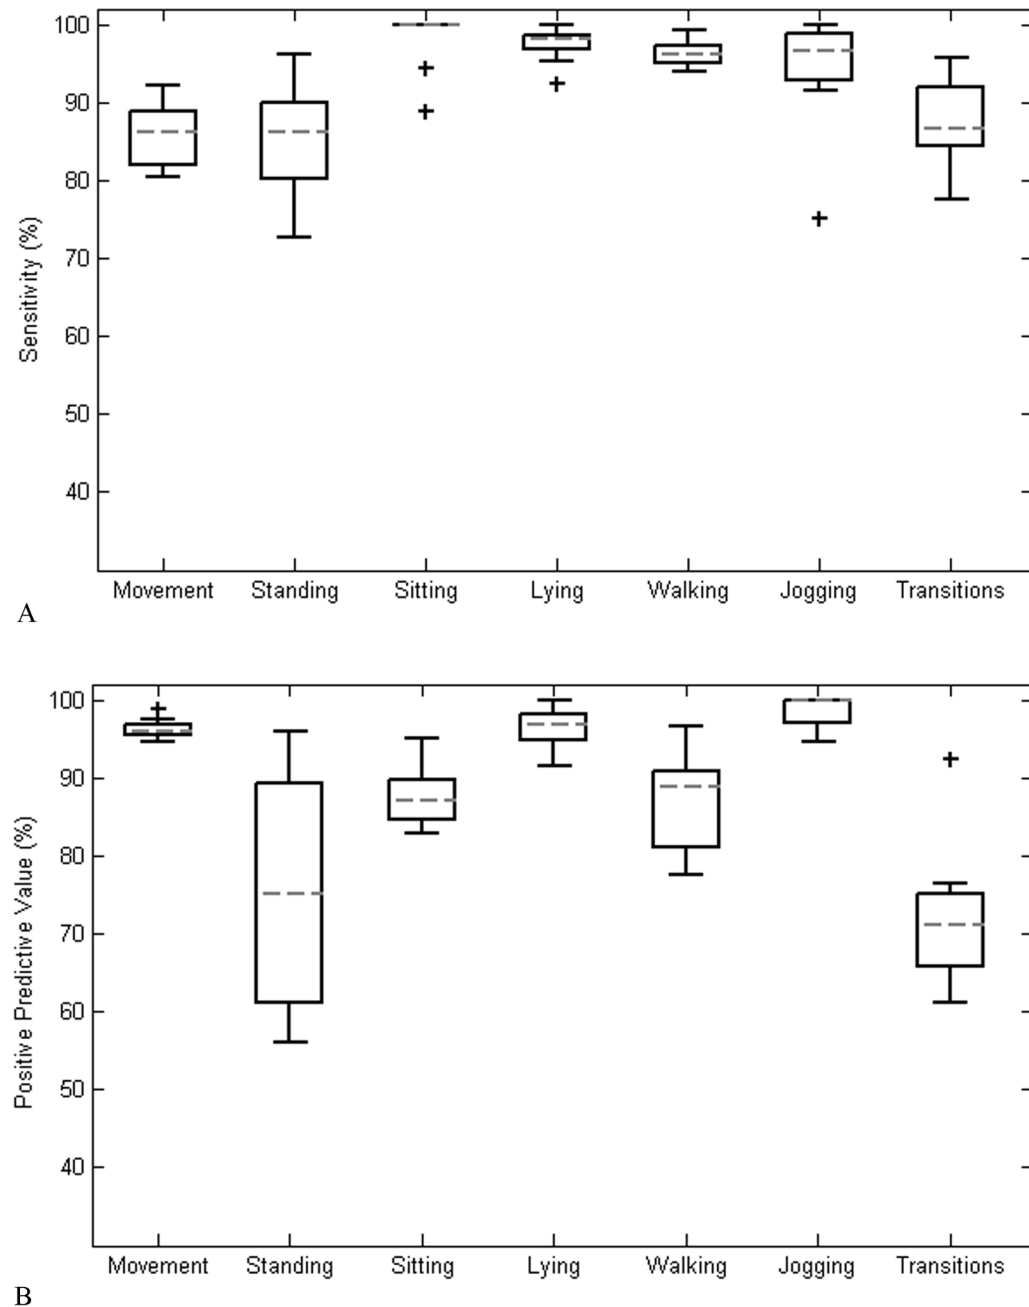 100
90
80
70
60
50
40
Sensitivity (%)
Movement Standing Sitting Lying Walking Jogging Transitions
A
100
90
80
70
60
50
40
Positive Predictive Value (%)
Movement Standing Sitting Lying Walking Jogging Transitions
B